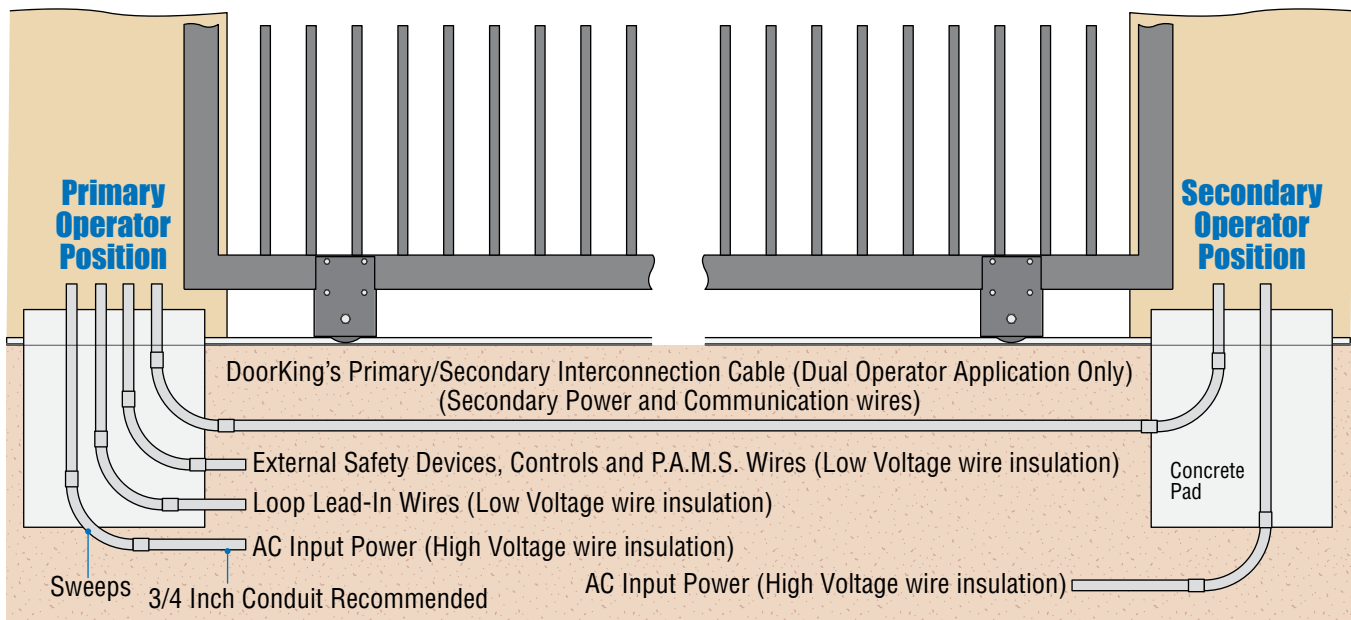 Primary
Operator
Position
Secondary
Operator
Position
DoorKing's Primary/Secondary Interconnection Cable (Dual Operator Application Only)
(Secondary Power and Communication wires)
External Safety Devices, Controls and P.A.M.S. Wires (Low Voltage wire insulation)
Concrete
Pad
Loop Lead-In Wires (Low Voltage wire insulation)
AC Input Power (High Voltage wire insulation)
Sweeps
3/4 Inch Conduit Recommended
AC Input Power (High Voltage wire insulation)